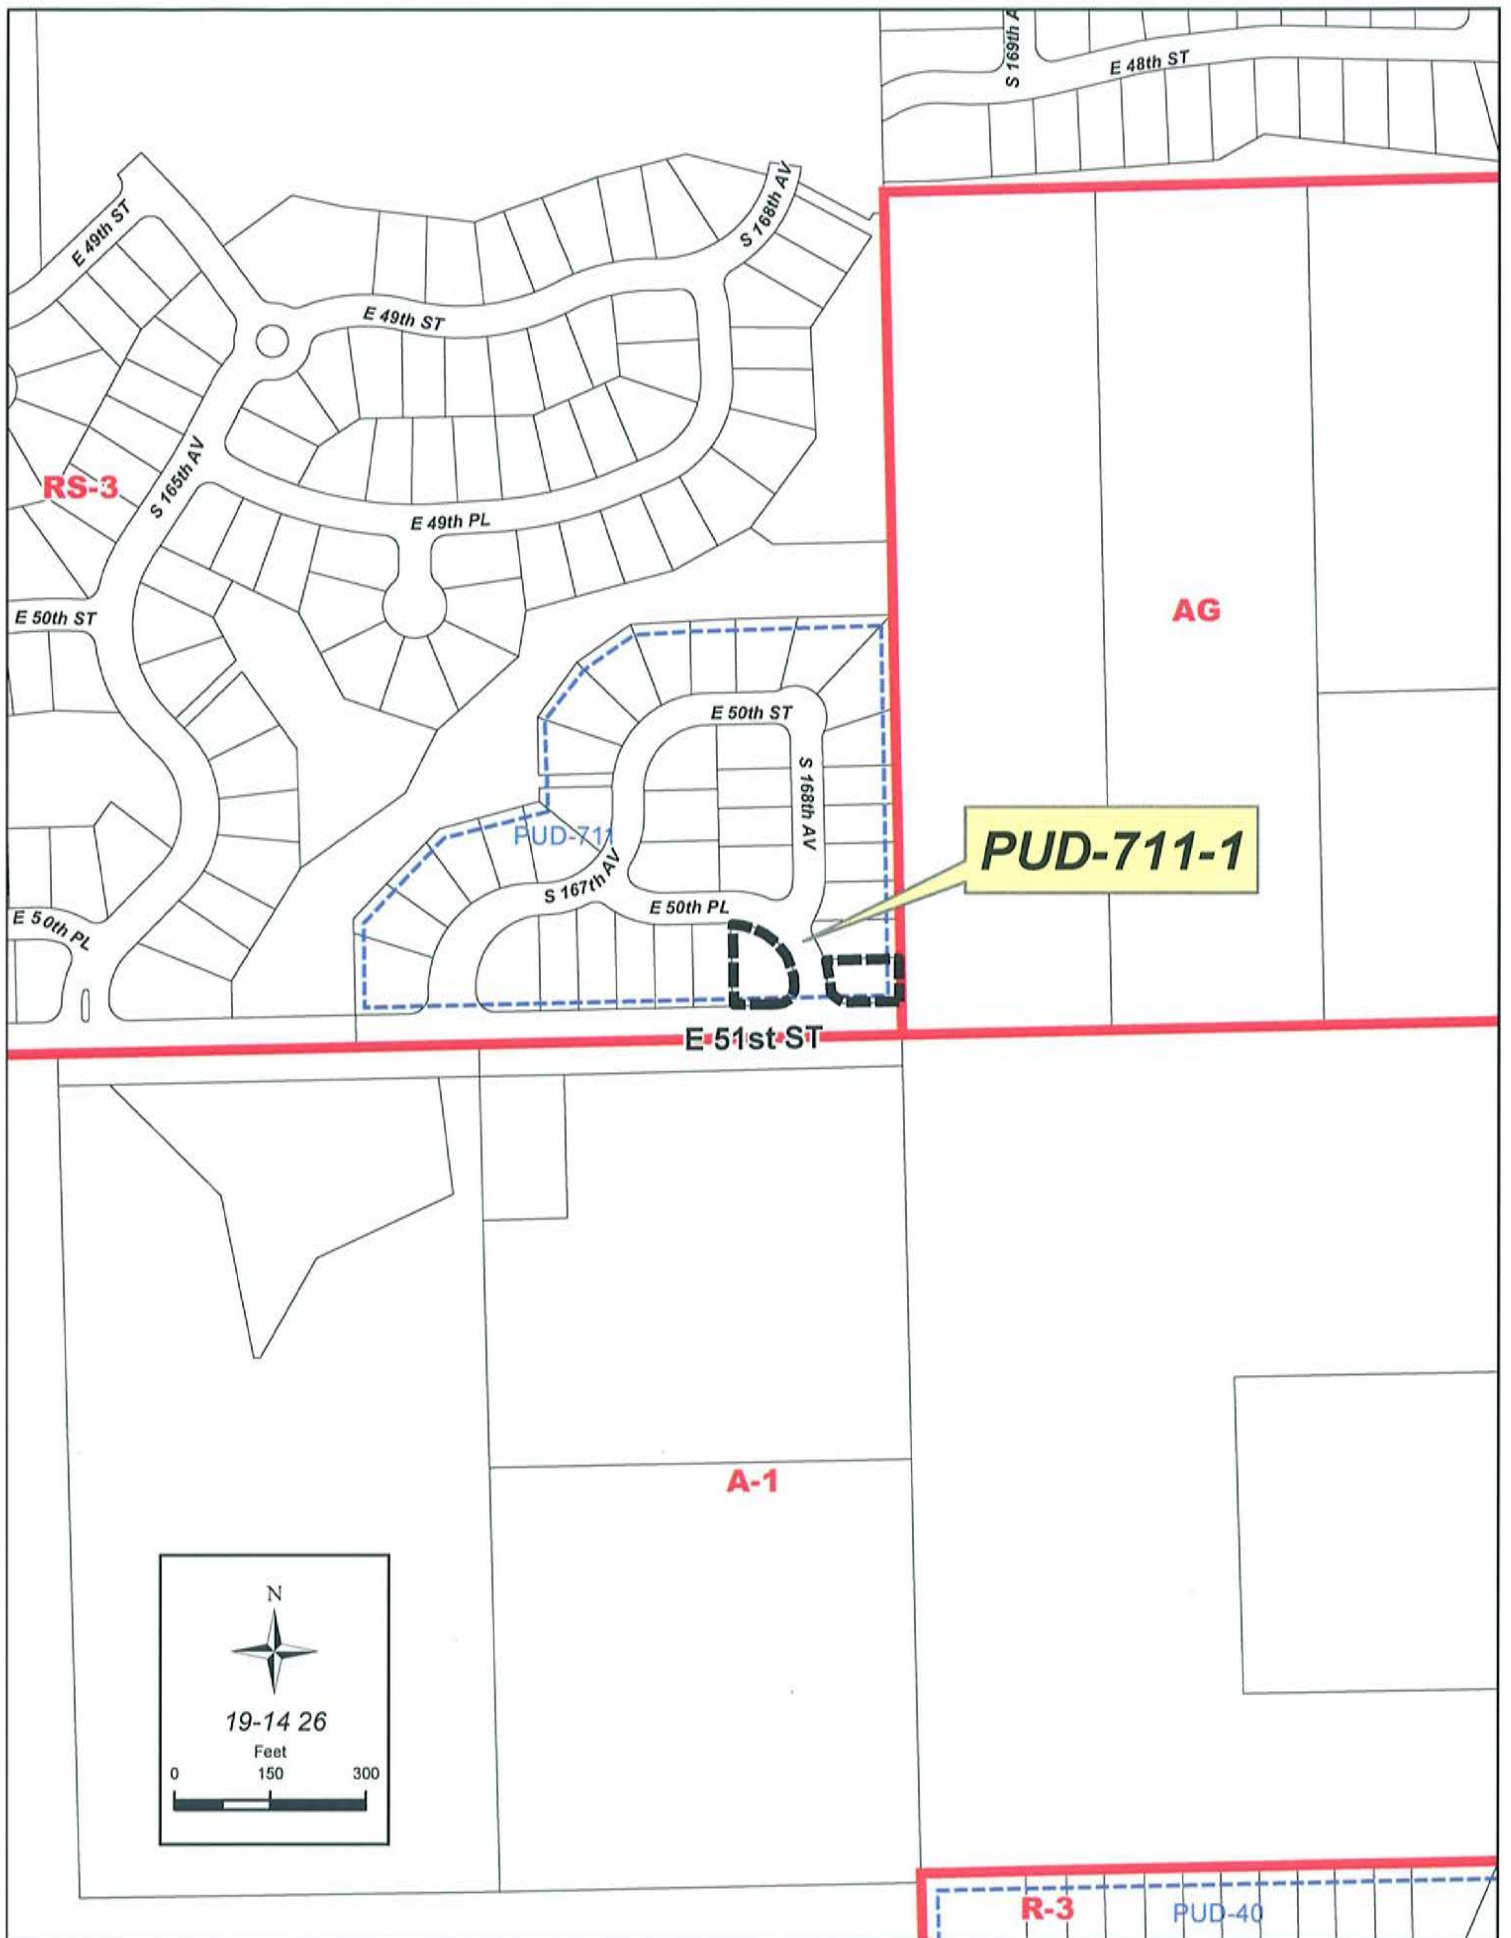 S 169th A
E 48th ST
E 49th ST
S 168th AV
E 49th ST
S 165th AV
RS-3
E 49th PL
E 50th ST
AG
E 50th ST
S 168th AV
PUD-711
PUD-711-1
S 167th AV
E 50th PL
E 50th PL
E 51st ST
A-1
N
19-14 26
Feet
0 150 300
R-3
PUD-40